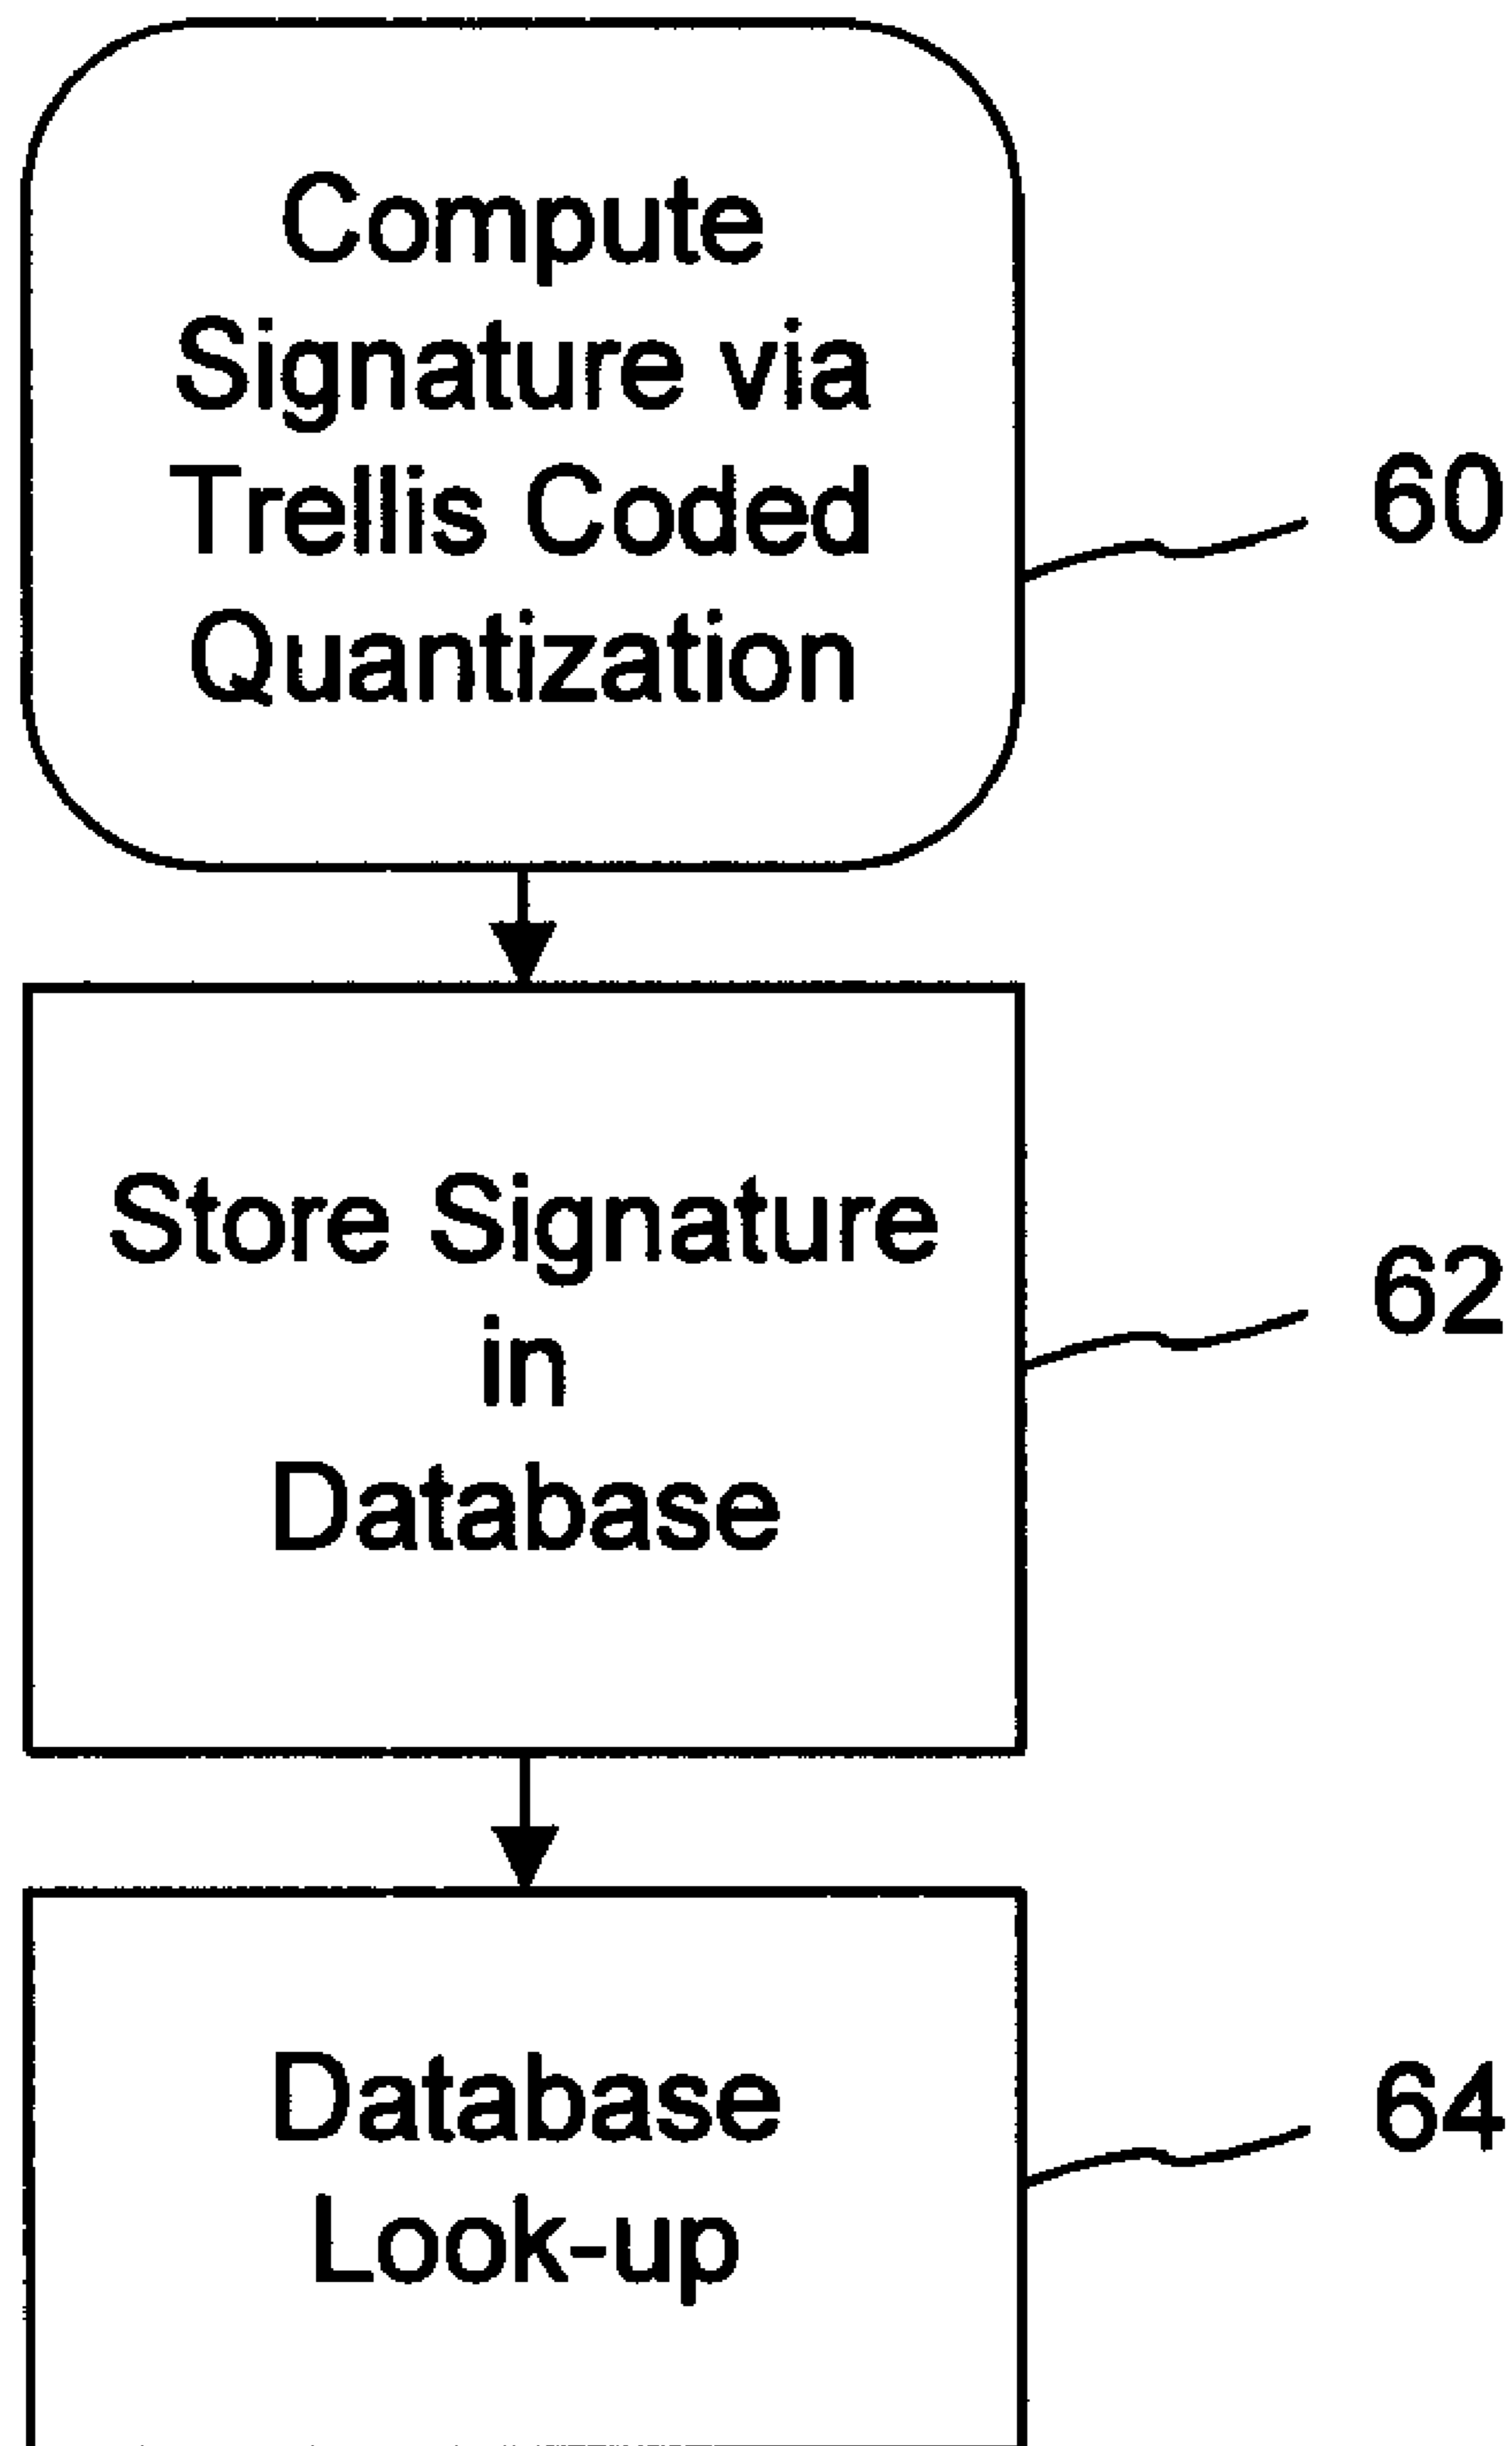 Compute
Signature via
Trellis Coded
Quantization
60
Store Signature
in
Database
62
Database
Look-up
64